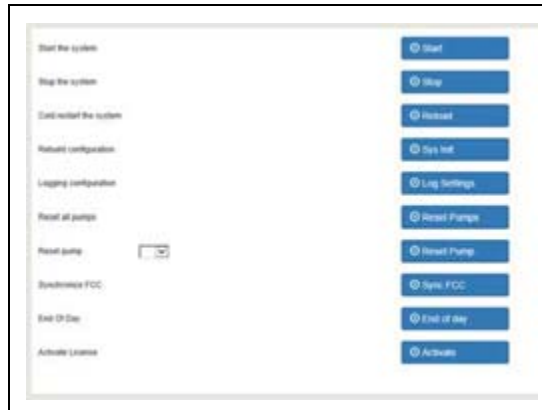 Start the system Start
Stop the system Stop
Cold restart the system Reload
Rebuild configuration Sys Init
Logging configuration Log Settings
Reset all pumps Reset Pumps
Reset pump Reset Pump
Synchronize FCC Sync FCC
End Of Day End of day
Activate License Activate